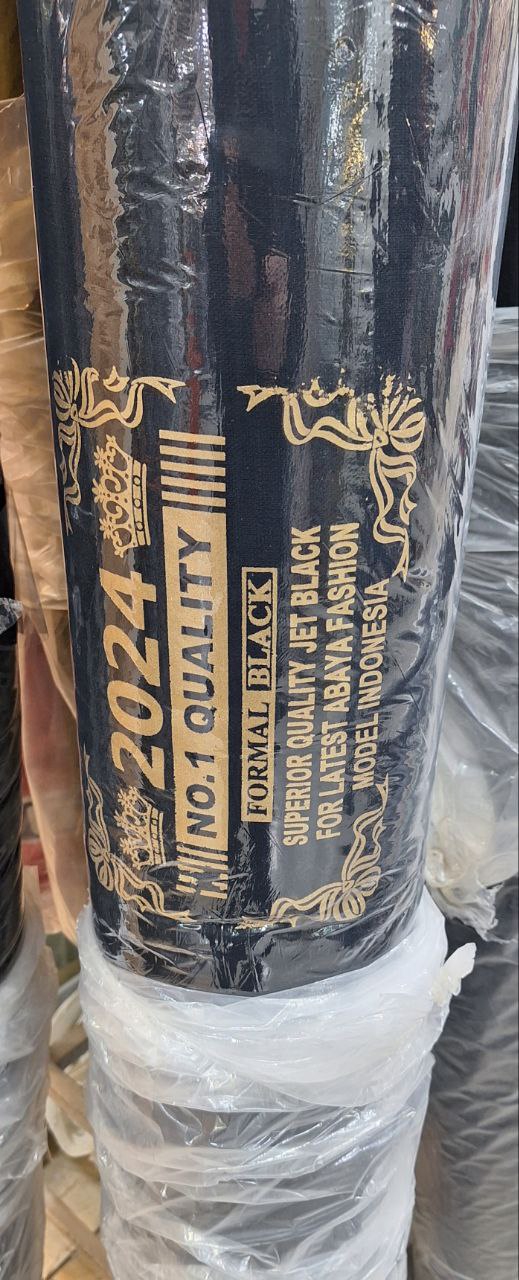 2024
NO.1 QUALITY
FORMAL BLACK
SUPERIOR QUALITY JET BLACK
FOR LATEST ABAYA FASHION
MODEL INDONESIA